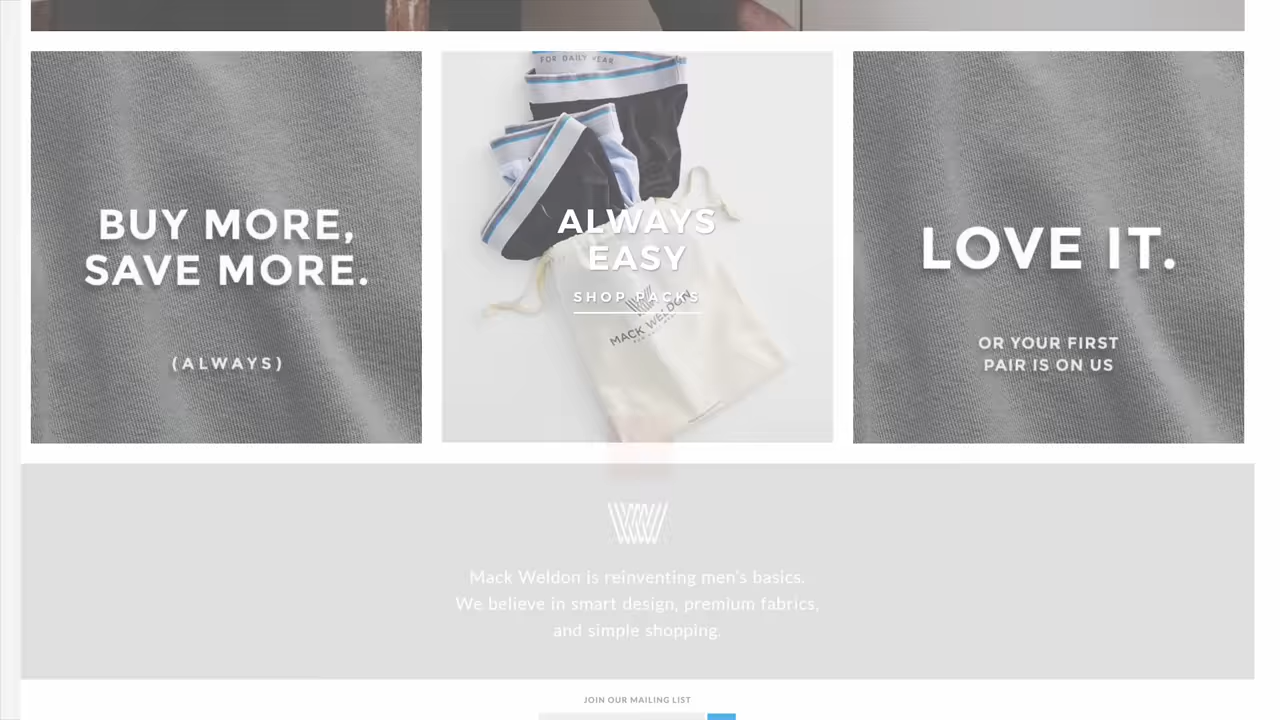 FOR DAILY WEAR
BUY MORE,
SAVE MORE.
(ALWAYS)
ALWAYS
EASY
SHOP PACKS
MACK WELDON
LOVE IT.
OR YOUR FIRST
PAIR IS ON US
Mack Weldon is reinventing men's basics.
We believe in smart design, premium fabrics,
and simple shopping.
JOIN OUR MAILING LIST